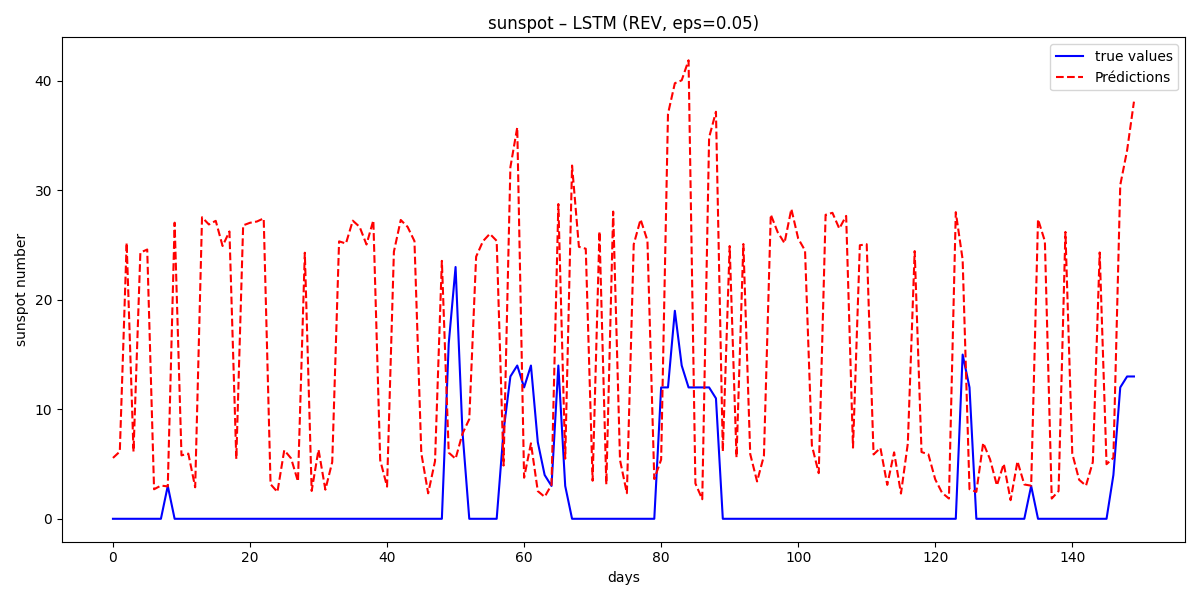 sunspot – LSTM (REV, eps=0.05)
true values
Prédictions
sunspot number
40
30
20
10
0
0 20 40 60 80 100 120 140
days